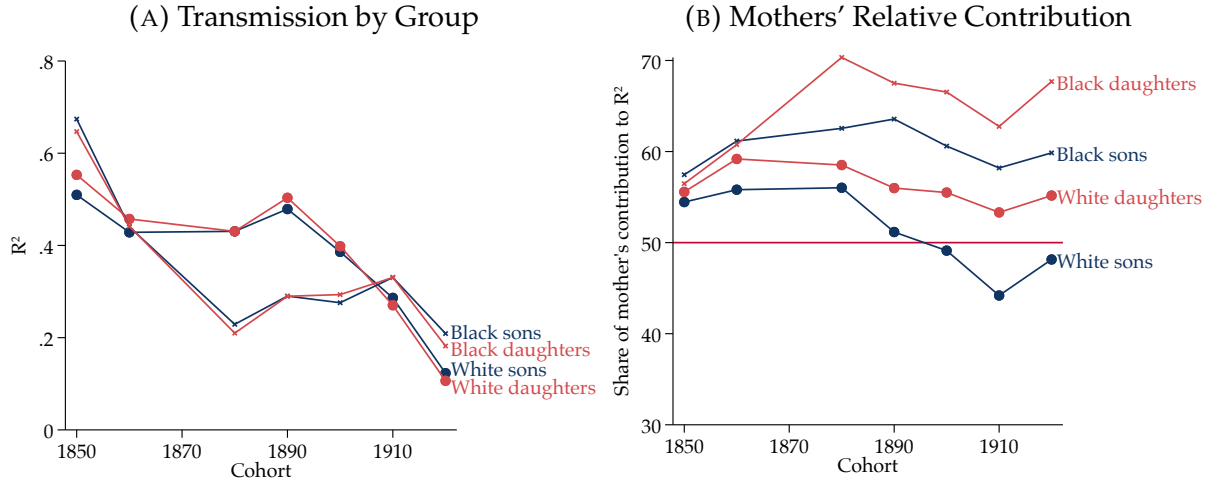 (A) Transmission by Group
.8
.6
.4
.2
0
R²
1850
1870
1890
1910
Cohort
Black sons
Black daughters
White sons
White daughters
(B) Mothers' Relative Contribution
70
60
50
40
30
Share of mother's contribution to R²
1850
1870
1890
1910
Cohort
Black daughters
Black sons
White daughters
White sons